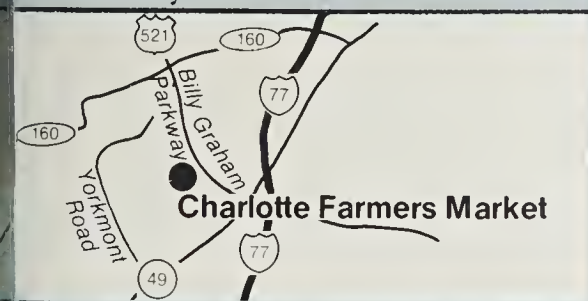 521
160
77
Billy Graham
Parkway
160
Yorkmont
Road
Charlotte Farmers Market
77
49